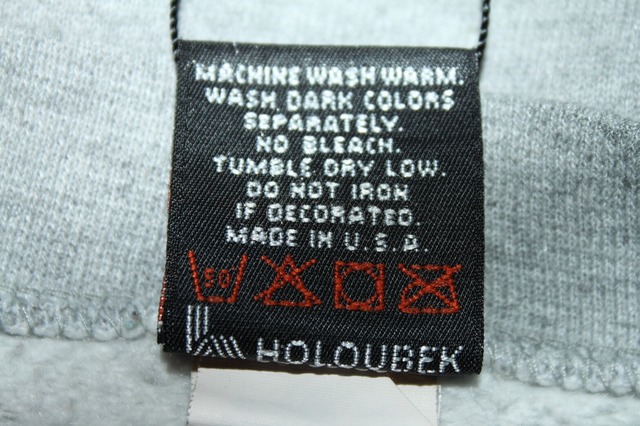 MACHINE WASH WARM.
WASH DARK COLORS
SEPARATELY.
NO BLEACH.
TUMBLE DRY LOW.
DO NOT IRON
IF DECORATED.
MADE IN U.S.A.
50
HOLOUBEK